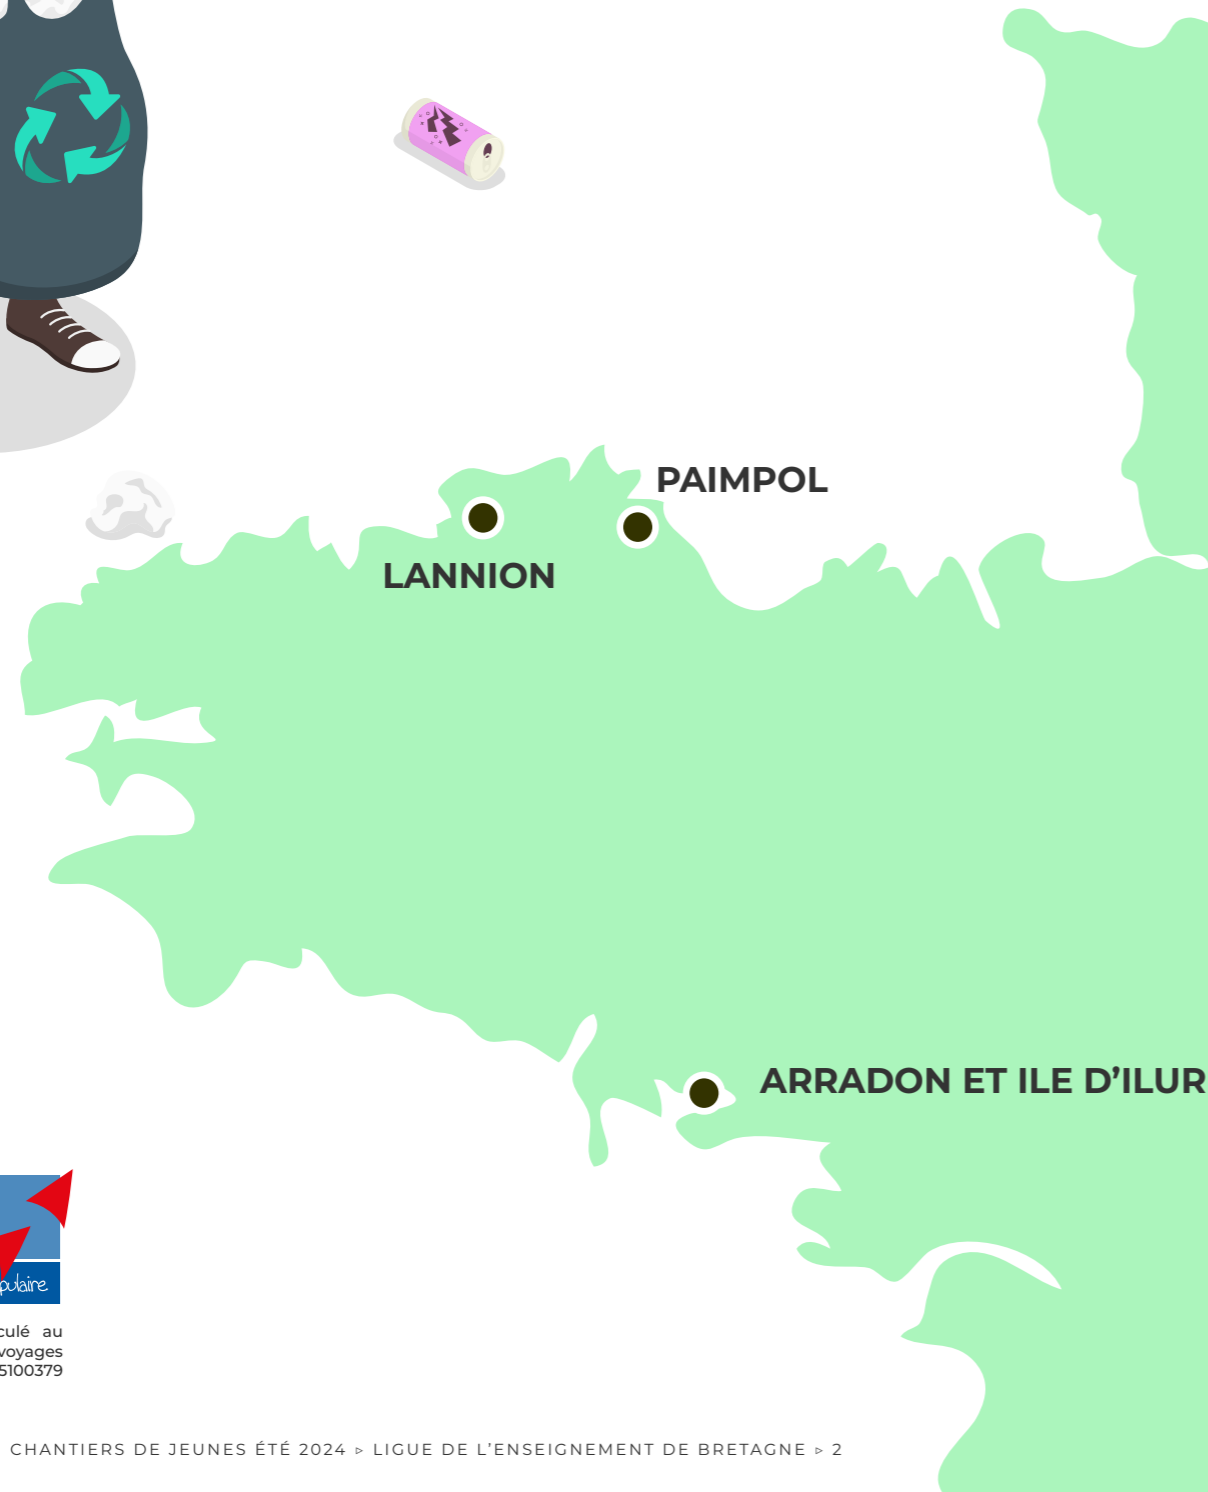 PAIMPOL
LANNION
ARRADON ET ILE D’ILUR
culé au
voyages
5100379
CHANTIERS DE JEUNES ÉTÉ 2024 ▹ LIGUE DE L’ENSEIGNEMENT DE BRETAGNE ▹ 2